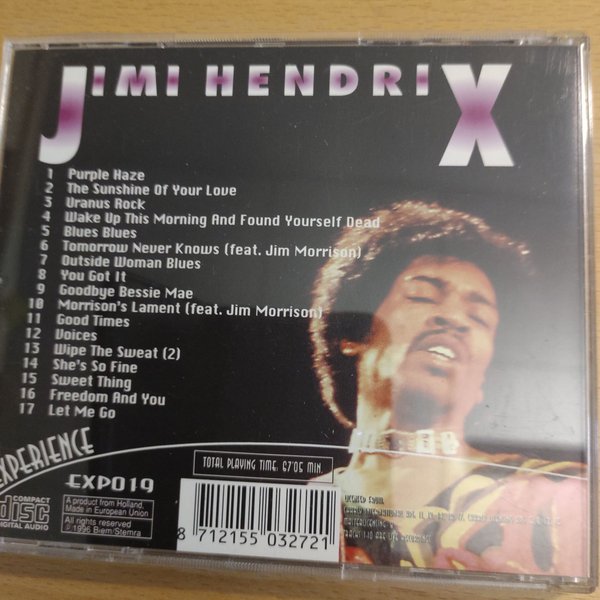 JIMI HENDRIX
1 Purple Haze
2 The Sunshine Of Your Love
3 Uranus Rock
4 Wake Up This Morning And Found Yourself Dead
5 Blues Blues
6 Tomorrow Never Knows (feat. Jim Morrison)
7 Outside Woman Blues
8 You Got It
9 Goodbye Bessie Mae
10 Morrison's Lament (feat. Jim Morrison)
11 Good Times
12 Voices
13 Wipe The Sweat (2)
14 She's So Fine
15 Sweet Thing
16 Freedom And You
17 Let Me Go
EXPERIENCE
TOTAL PLAYING TIME: 67'06 MIN.
EXP019
COMPACT
disc
DIGITAL AUDIO
A product from Holland.
Made in European Union
All rights reserved
℗ 1996 Biem/Stemra
8 712155 032721